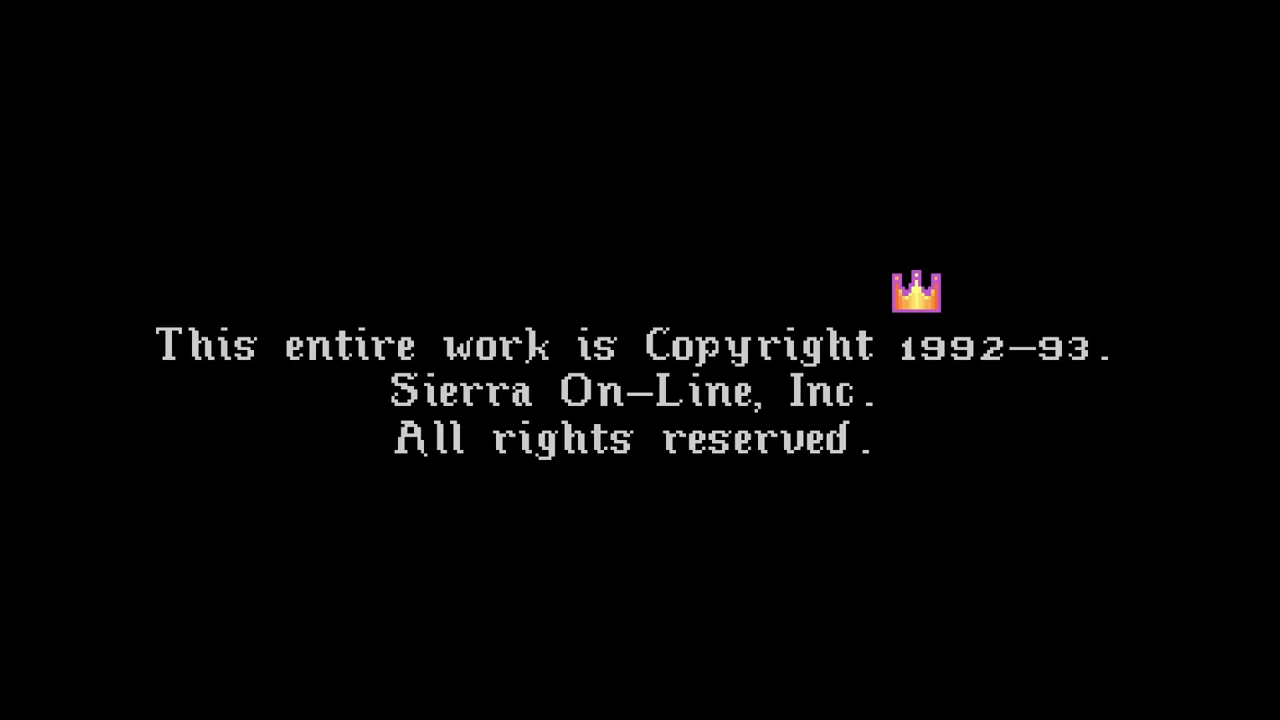 This entire work is Copyright 1992-93.
Sierra On-Line, Inc.
All rights reserved.